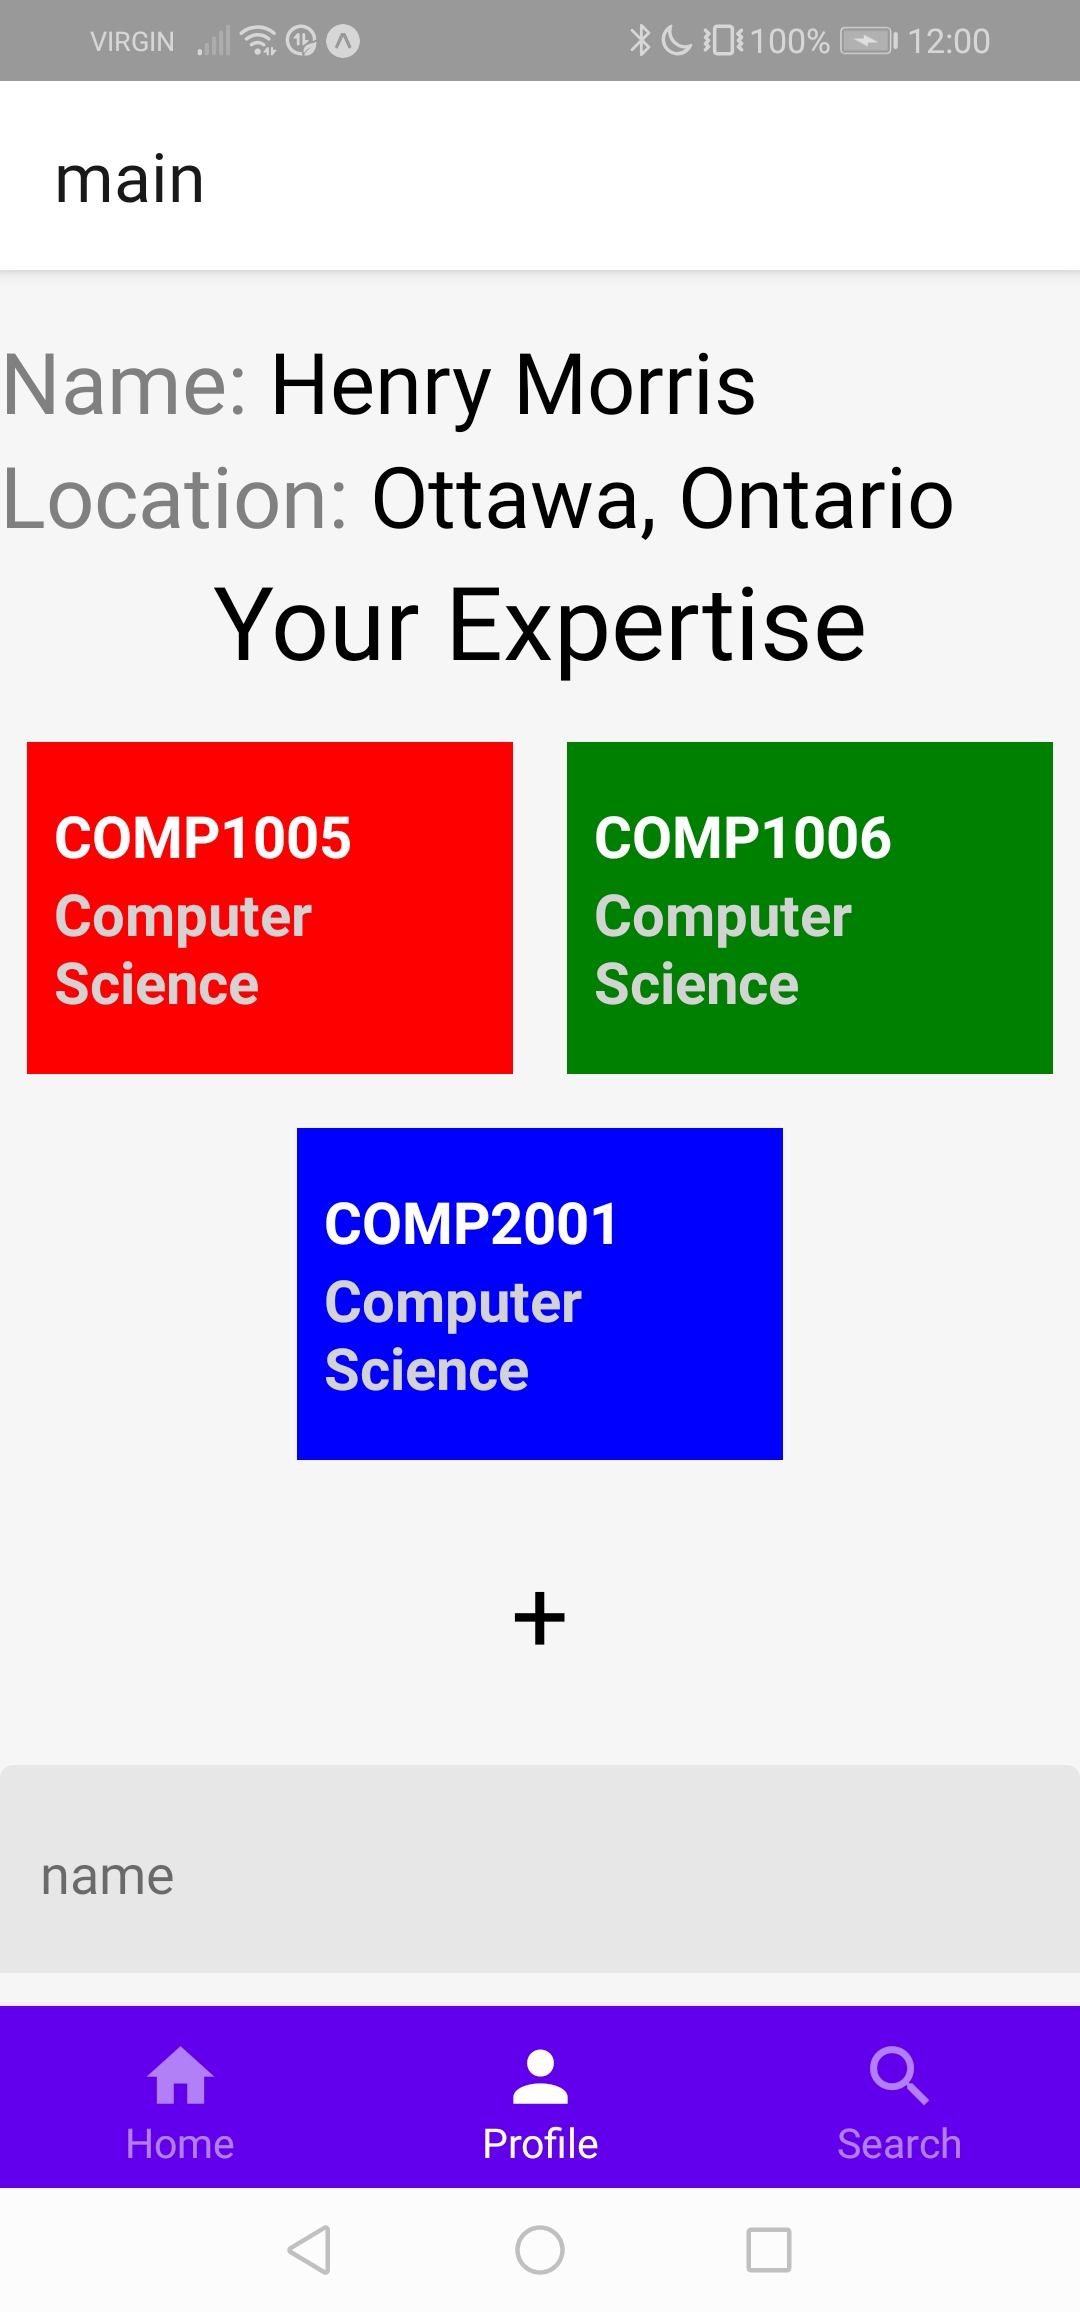 VIRGIN 100% 12:00
main
Name: Henry Morris
Location: Ottawa, Ontario
Your Expertise
COMP1005
Computer
Science
COMP1006
Computer
Science
COMP2001
Computer
Science
+
name
Home Profile Search